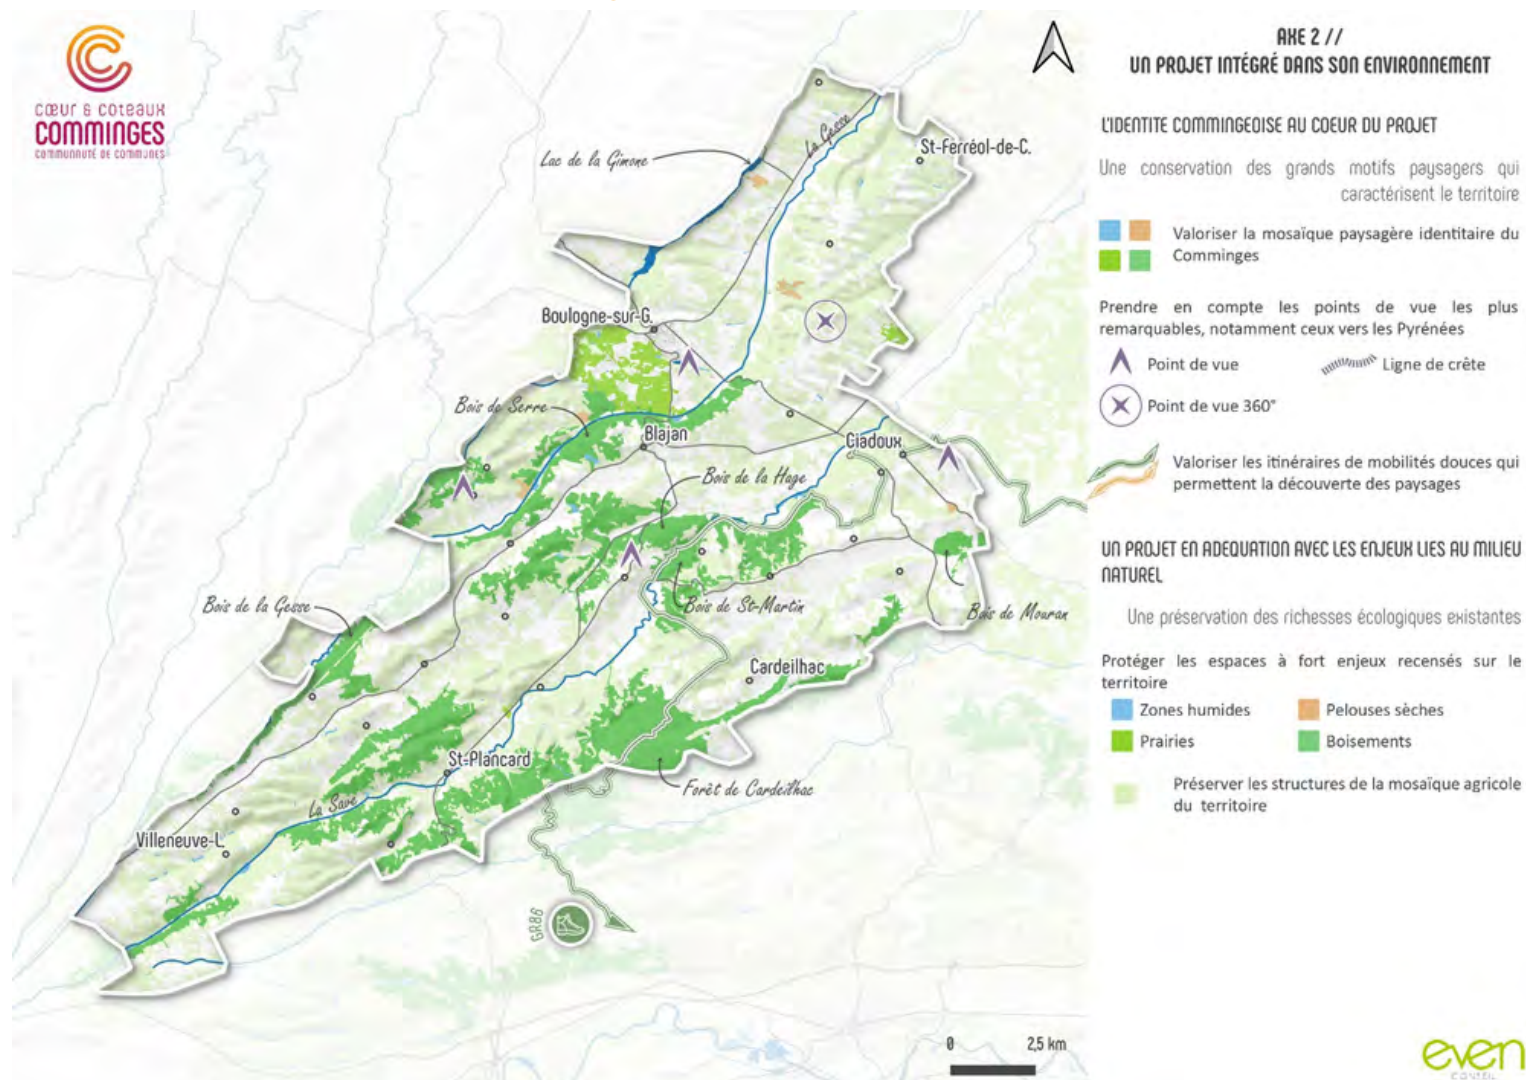 cœur & coteaux
COMMINGES
COMMUNAUTÉ DE COMMUNES
Lac de la Gimone
La Gesse
St-Ferréol-de-C.
Boulogne-sur-G.
Bois de Serre
Blajan
Ciadoux
Bois de la Hage
Bois de la Gesse
Bois de St-Martin
Bois de Mouran
Cardeilhac
St-Plancard
Forêt de Cardeilhac
La Save
Villeneuve-L.
GR86
0 2,5 km
AXE 2 //
UN PROJET INTÉGRÉ DANS SON ENVIRONNEMENT
L'IDENTITE COMMINGEOISE AU COEUR DU PROJET
Une conservation des grands motifs paysagers qui
caractérisent le territoire
Valoriser la mosaïque paysagère identitaire du
Comminges
Prendre en compte les points de vue les plus
remarquables, notamment ceux vers les Pyrénées
Point de vue
Ligne de crête
Point de vue 360°
Valoriser les itinéraires de mobilités douces qui
permettent la découverte des paysages
UN PROJET EN ADEQUATION AVEC LES ENJEUX LIES AU MILIEU
NATUREL
Une préservation des richesses écologiques existantes
Protéger les espaces à fort enjeux recensés sur le
territoire
Zones humides
Pelouses sèches
Prairies
Boisements
Préserver les structures de la mosaïque agricole
du territoire
even
CONSEIL